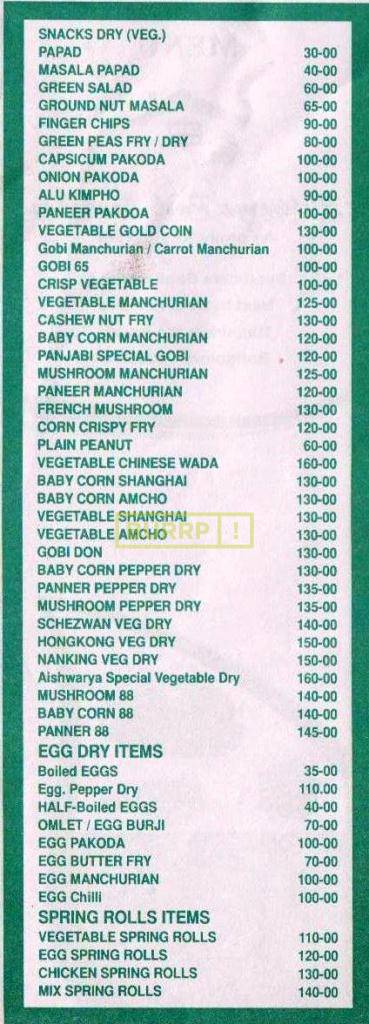 SNACKS DRY (VEG.)
PAPAD 30-00
MASALA PAPAD 40-00
GREEN SALAD 60-00
GROUND NUT MASALA 65-00
FINGER CHIPS 90-00
GREEN PEAS FRY / DRY 80-00
CAPSICUM PAKODA 100-00
ONION PAKODA 100-00
ALU KIMPHO 90-00
PANEER PAKDOA 100-00
VEGETABLE GOLD COIN 130-00
Gobi Manchurian / Carrot Manchurian 100-00
GOBI 65 100-00
CRISP VEGETABLE 100-00
VEGETABLE MANCHURIAN 125-00
CASHEW NUT FRY 130-00
BABY CORN MANCHURIAN 120-00
PANJABI SPECIAL GOBI 120-00
MUSHROOM MANCHURIAN 125-00
PANEER MANCHURIAN 120-00
FRENCH MUSHROOM 130-00
CORN CRISPY FRY 120-00
PLAIN PEANUT 60-00
VEGETABLE CHINESE WADA 160-00
BABY CORN SHANGHAI 130-00
BABY CORN AMCHO 130-00
VEGETABLE SHANGHAI 130-00
BURRP!
VEGETABLE AMCHO 130-00
GOBI DON 130-00
BABY CORN PEPPER DRY 130-00
PANNER PEPPER DRY 135-00
MUSHROOM PEPPER DRY 135-00
SCHEZWAN VEG DRY 140-00
HONGKONG VEG DRY 150-00
NANKING VEG DRY 150-00
Aishwarya Special Vegetable Dry 160-00
MUSHROOM 88 140-00
BABY CORN 88 140-00
PANNER 88 145-00
EGG DRY ITEMS
Boiled EGGS 35-00
Egg. Pepper Dry 110.00
HALF-Boiled EGGS 40-00
OMLET / EGG BURJI 70-00
EGG PAKODA 100-00
EGG BUTTER FRY 70-00
EGG MANCHURIAN 100-00
EGG Chilli 100-00
SPRING ROLLS ITEMS
VEGETABLE SPRING ROLLS 110-00
EGG SPRING ROLLS 120-00
CHICKEN SPRING ROLLS 130-00
MIX SPRING ROLLS 140-00